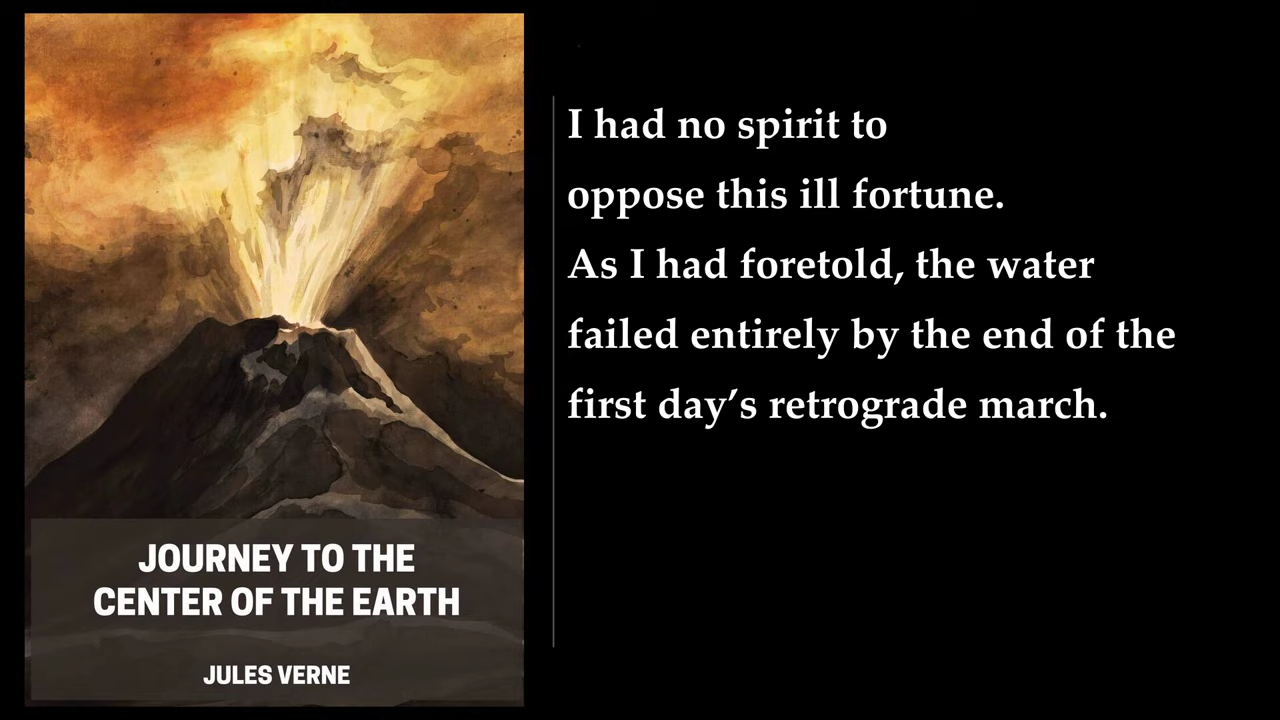 I had no spirit to
oppose this ill fortune.
As I had foretold, the water
failed entirely by the end of the
first day’s retrograde march.
JOURNEY TO THE
CENTER OF THE EARTH
JULES VERNE